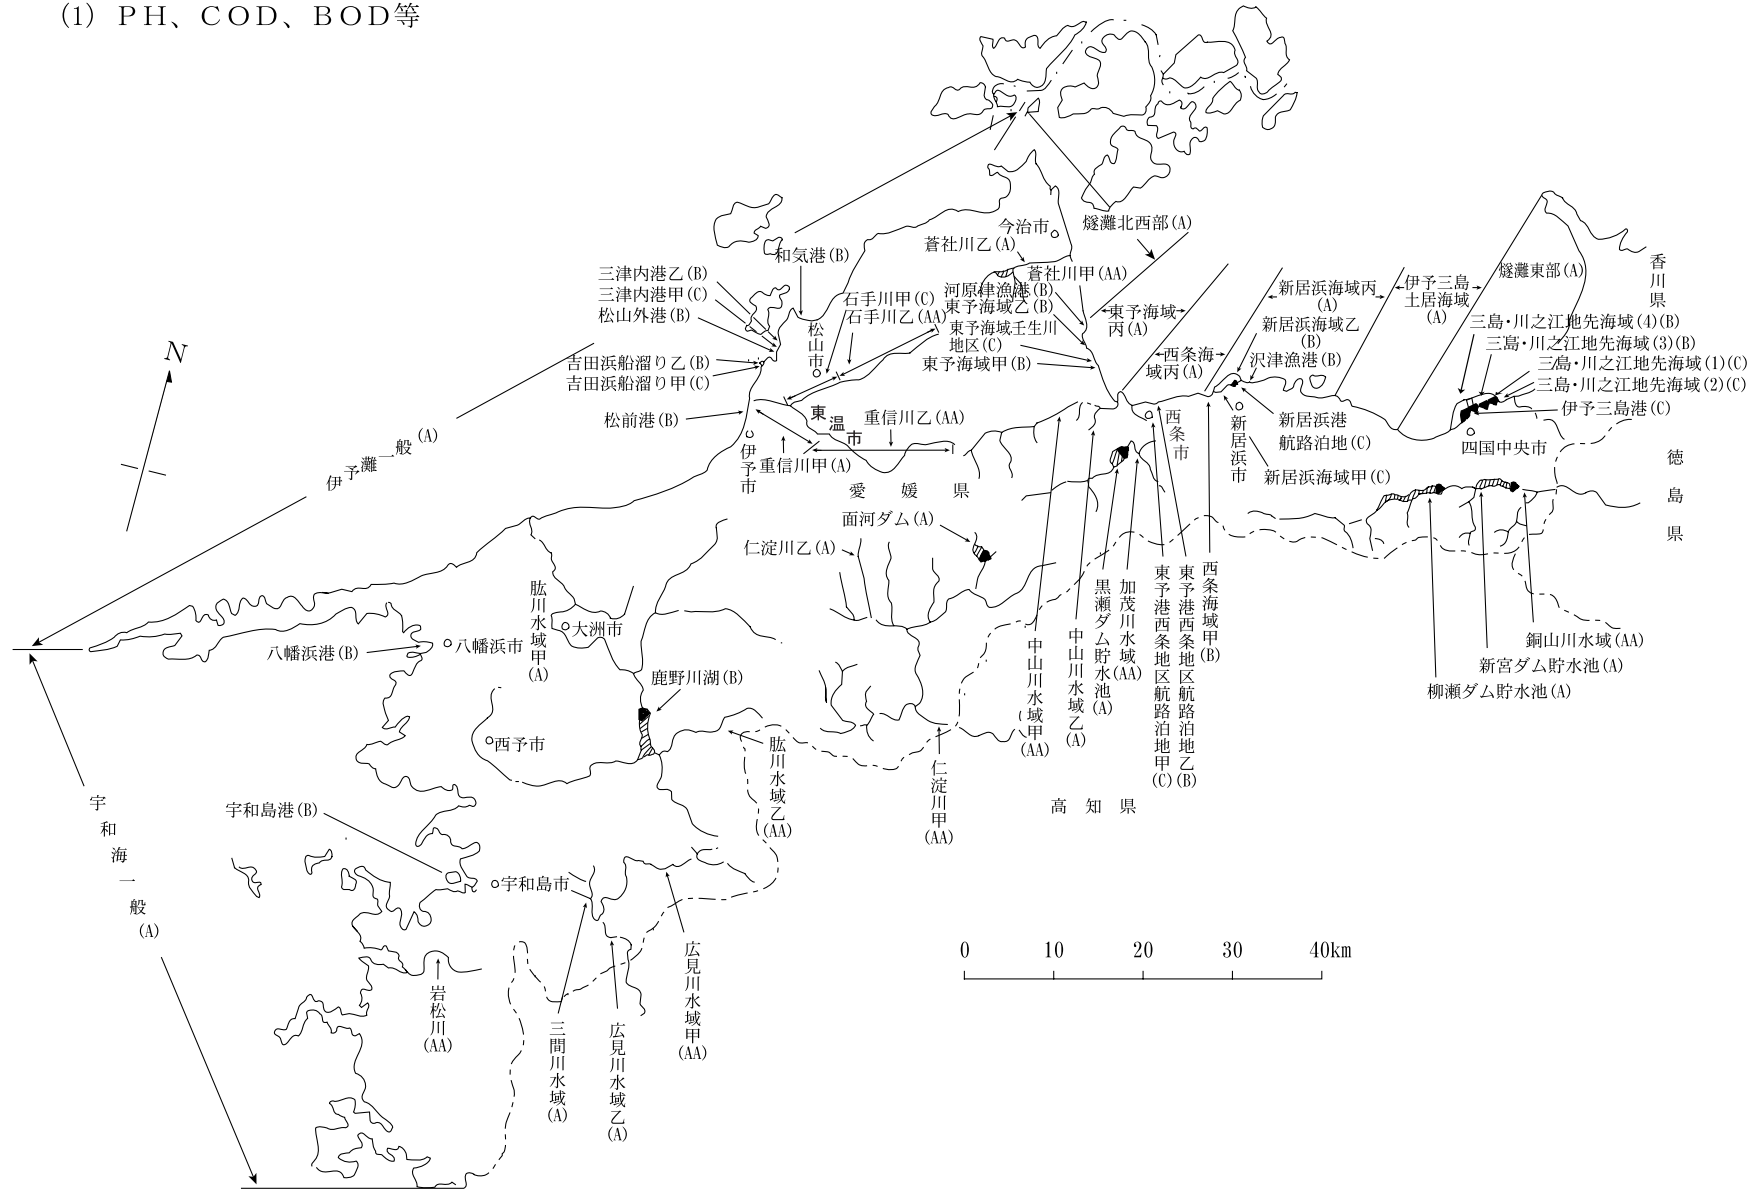 (1) PH、COD、BOD等
N
和気港(B)
三津内港乙(B)
三津内港甲(C)
松山外港(B)
吉田浜船溜り乙(B)
吉田浜船溜り甲(C)
松前港(B)
伊予灘一般(A)
松山市
石手川甲(C)
石手川乙(AA)
東温市
重信川乙(AA)
重信川甲(A)
伊予市
愛媛県
今治市
蒼社川乙(A)
蒼社川甲(AA)
河原津漁港(B)
東予海域乙(B)
東予海域壬生川
地区(C)
東予海域甲(B)
燧灘北西部(A)
東予海域
丙(A)
西条海
域丙(A)
新居浜海域丙
(A)
新居浜海域乙
(B)
沢津漁港(B)
伊予三島
土居海域
(A)
燧灘東部(A)
香川県
三島・川之江地先海域(4)(B)
三島・川之江地先海域(3)(B)
三島・川之江地先海域(1)(C)
三島・川之江地先海域(2)(C)
伊予三島港(C)
四国中央市
西条市
新居浜市
新居浜港
航路泊地(C)
新居浜海域甲(C)
徳島県
面河ダム(A)
仁淀川乙(A)
肱川水域甲(A)
大洲市
八幡浜港(B)
八幡浜市
鹿野川湖(B)
西予市
肱川水域乙(AA)
仁淀川甲(AA)
中山川水域甲(AA)
中山川水域乙(A)
黒瀬ダム貯水池(A)
加茂川水域(AA)
東予港西条地区航路泊地甲(C)
東予港西条地区航路泊地乙(B)
西条海域甲(B)
銅山川水域(AA)
新宮ダム貯水池(A)
柳瀬ダム貯水池(A)
高知県
宇和海一般(A)
宇和島港(B)
宇和島市
岩松川(AA)
三間川水域(A)
広見川水域乙(A)
広見川水域甲(AA)
0 10 20 30 40km